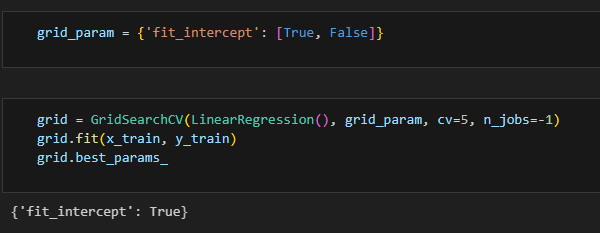 grid_param = {'fit_intercept': [True, False]}
grid = GridSearchCV(LinearRegression(), grid_param, cv=5, n_jobs=-1)
grid.fit(x_train, y_train)
grid.best_params_
{'fit_intercept': True}